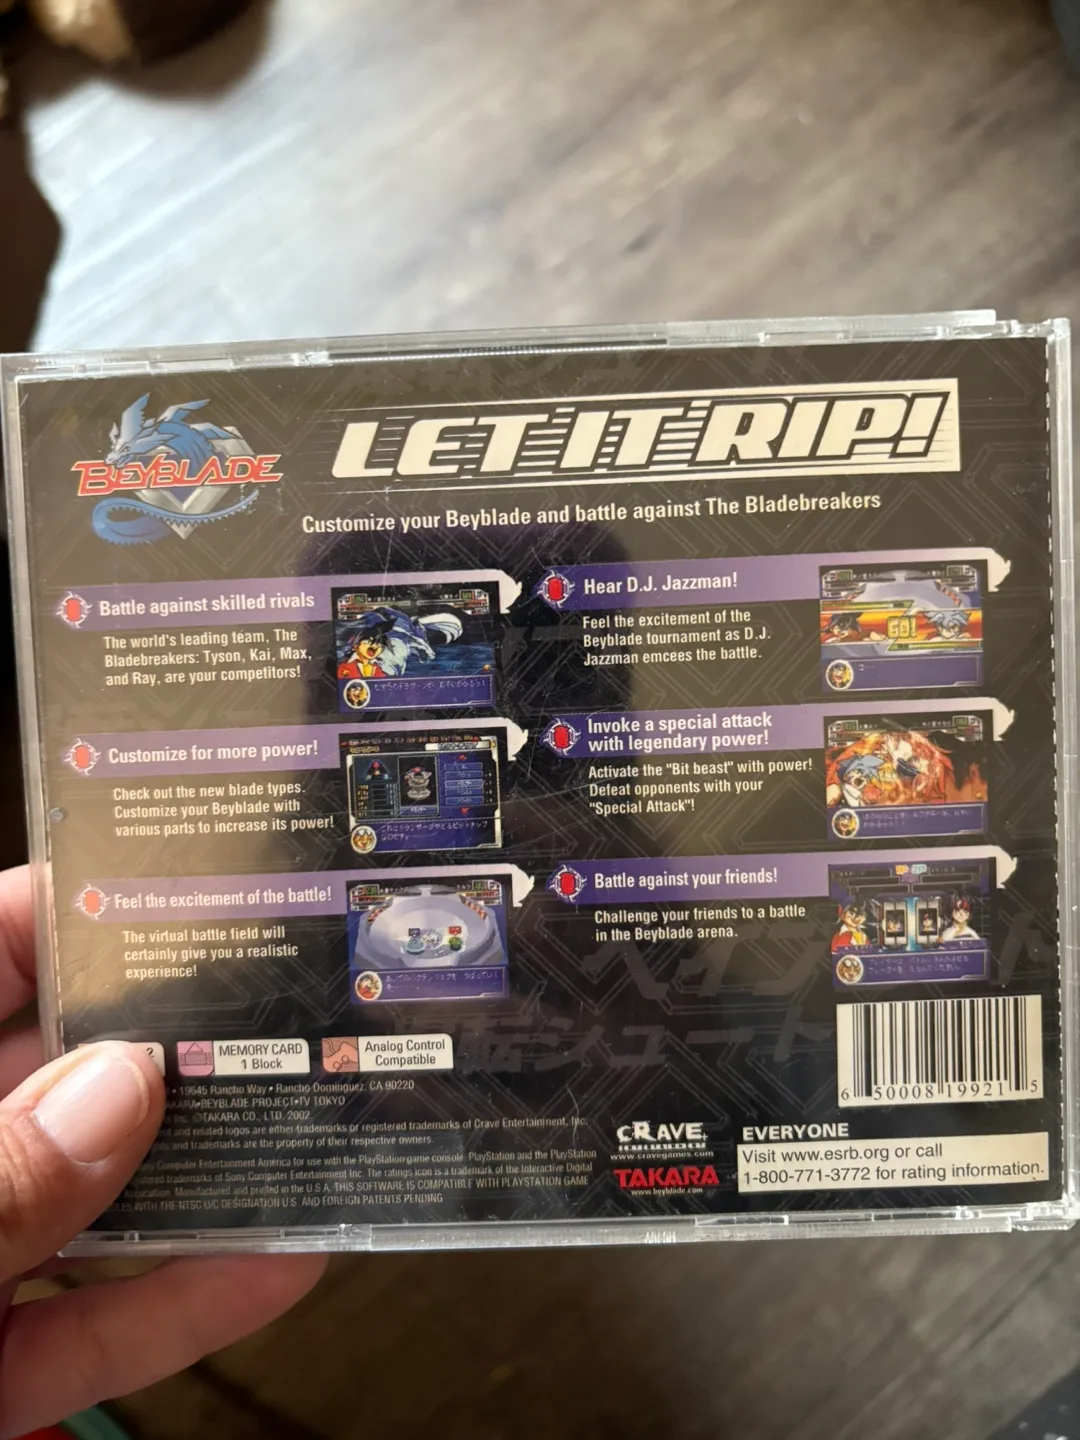 BEYBLADE
LET IT RIP!
Customize your Beyblade and battle against The Bladebreakers
Battle against skilled rivals
The world's leading team, The
Bladebreakers: Tyson, Kai, Max,
and Ray, are your competitors!
Customize for more power!
Check out the new blade types.
Customize your Beyblade with
various parts to increase its power!
Feel the excitement of the battle!
The virtual battle field will
certainly give you a realistic
experience!
Hear D.J. Jazzman!
Feel the excitement of the
Beyblade tournament as D.J.
Jazzman emcees the battle.
GO!
Invoke a special attack
with legendary power!
Activate the "Bit beast" with power!
Defeat opponents with your
"Special Attack"!
Battle against your friends!
Challenge your friends to a battle
in the Beyblade arena.
2
MEMORY CARD
1 Block
Analog Control
Compatible
• 19645 Rancho Way • Rancho Dominguez, CA 90220
AKARA•BEYBLADE PROJECT•TV TOKYO
Inc. ©TAKARA CO., LTD. 2002.
and related logos are either trademarks or registered trademarks of Crave Entertainment, Inc.
and trademarks are the property of their respective owners.
Computer Entertainment America for use with the PlayStation game console. PlayStation and the PlayStation
trademarks of Sony Computer Entertainment Inc. The ratings icon is a trademark of the Interactive Digital
Association. Manufactured and printed in the U.S.A. THIS SOFTWARE IS COMPATIBLE WITH PLAYSTATION GAME
WITH THE NTSC U/C DESIGNATION U.S. AND FOREIGN PATENTS PENDING
CRAVE
www.cravegames.com
TAKARA
www.beyblade.com
6 50008 19921 5
EVERYONE
Visit www.esrb.org or call
1-800-771-3772 for rating information.